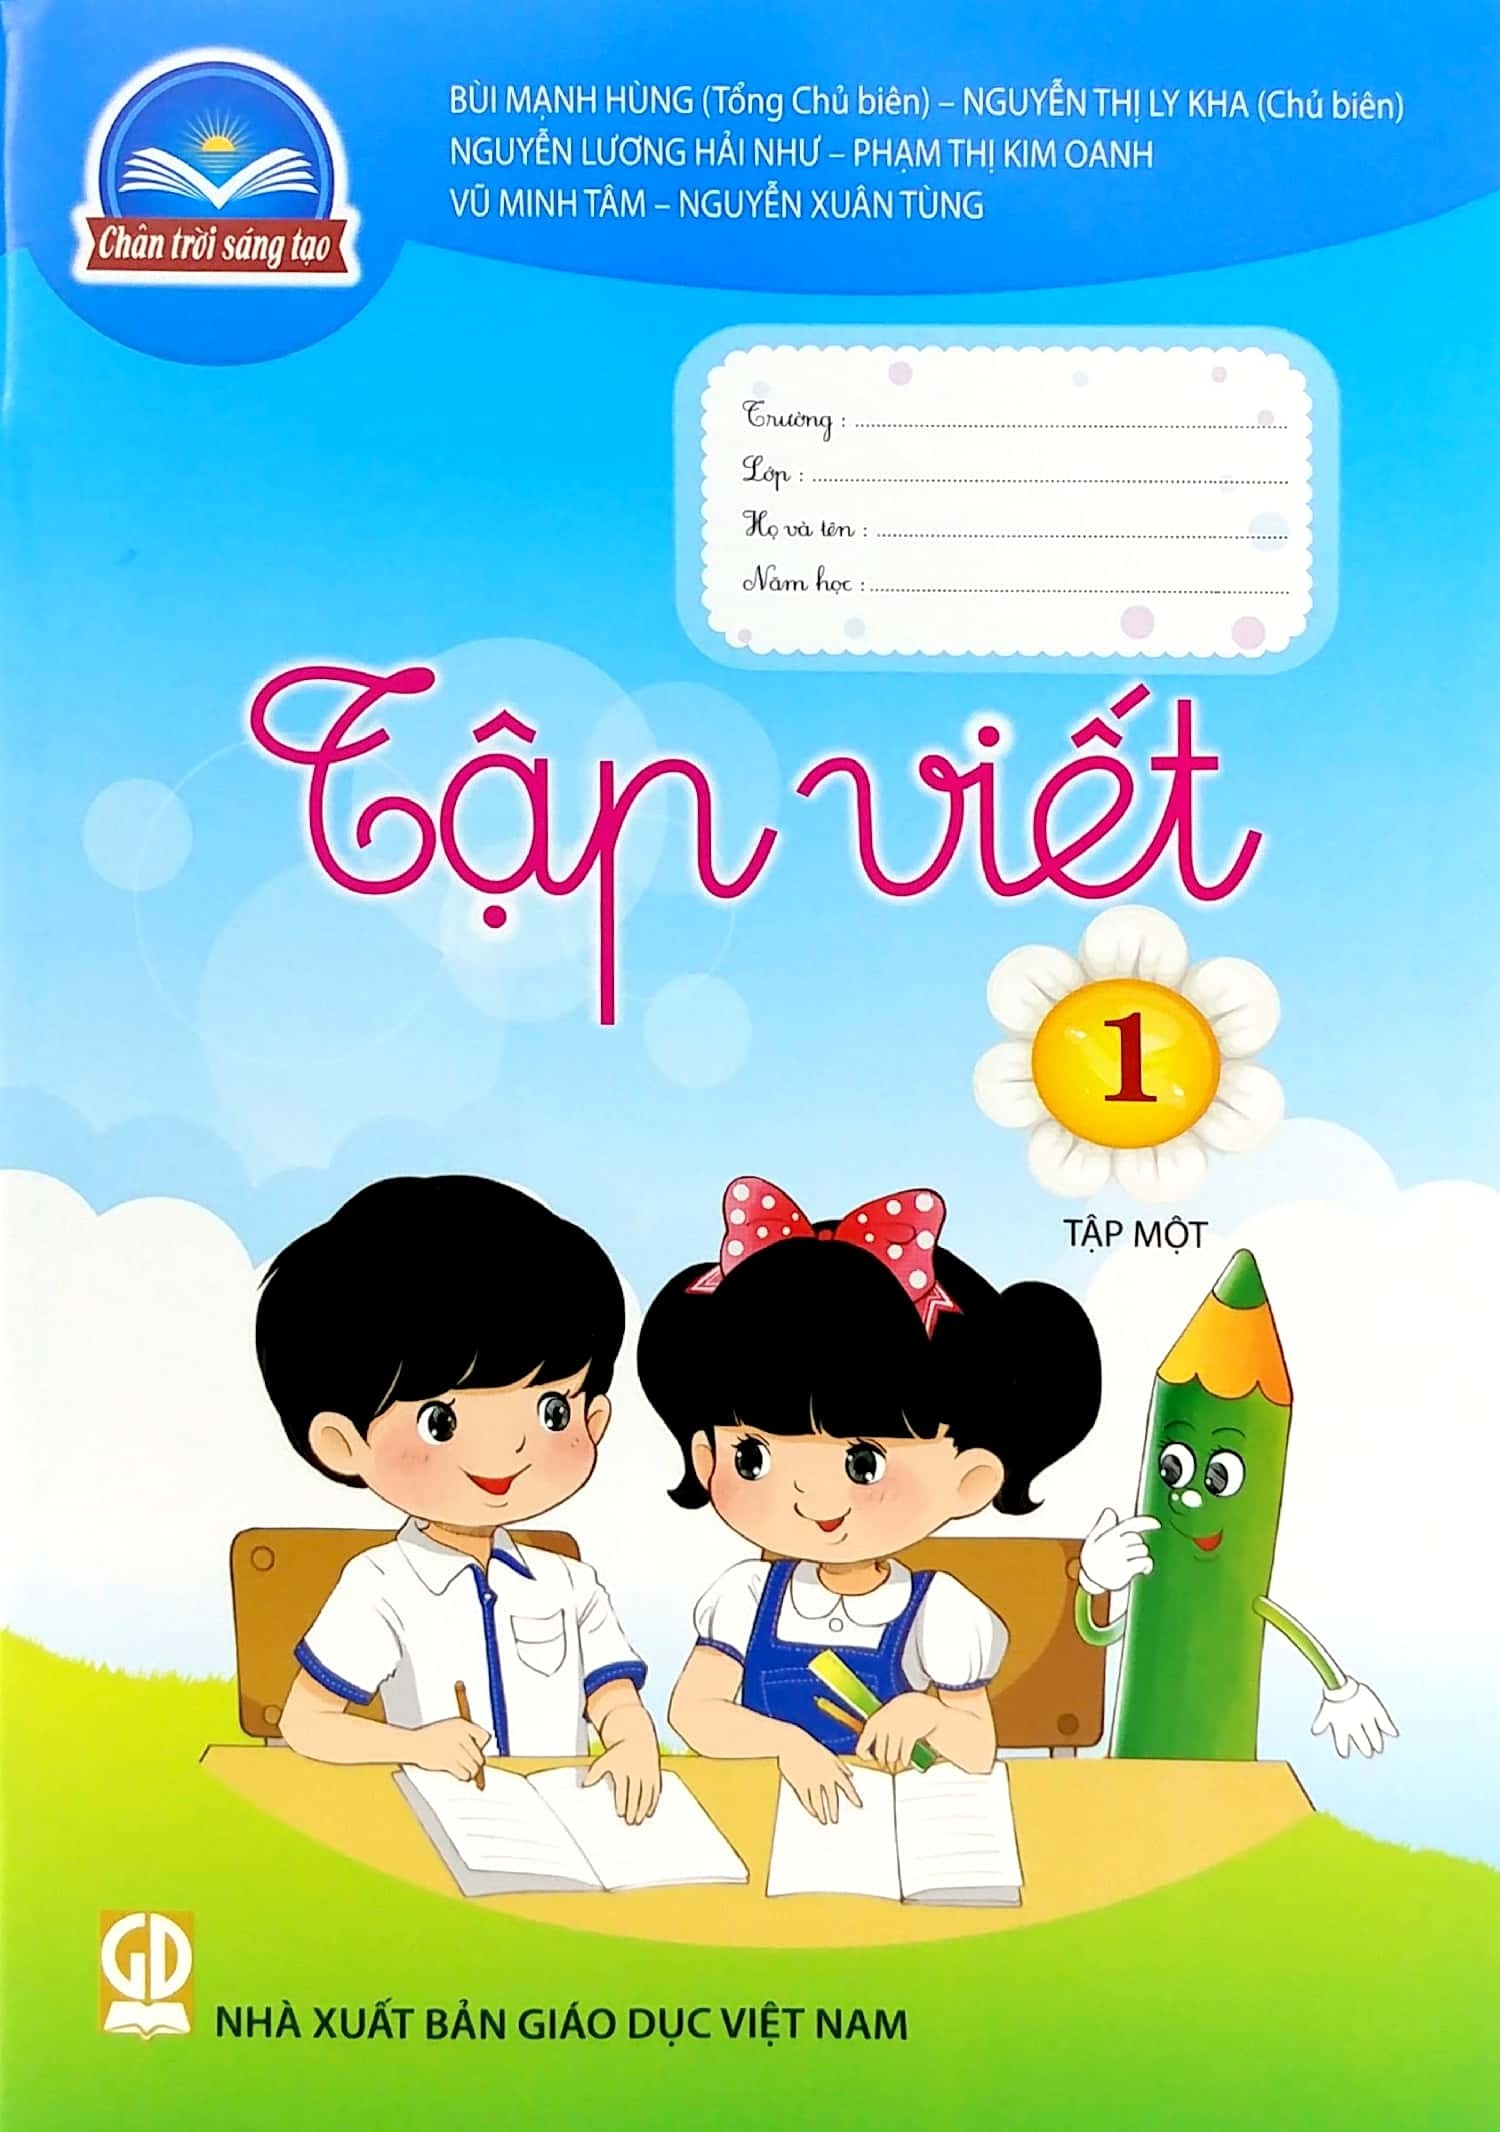 BÙI MẠNH HÙNG (Tổng Chủ biên) – NGUYỄN THỊ LY KHA (Chủ biên)
NGUYỄN LƯƠNG HẢI NHƯ – PHẠM THỊ KIM OANH
VŨ MINH TÂM – NGUYỄN XUÂN TÙNG
Chân trời sáng tạo
Trường :
Lớp :
Họ và tên :
Năm học :
Tập viết
1
TẬP MỘT
GD
NHÀ XUẤT BẢN GIÁO DỤC VIỆT NAM